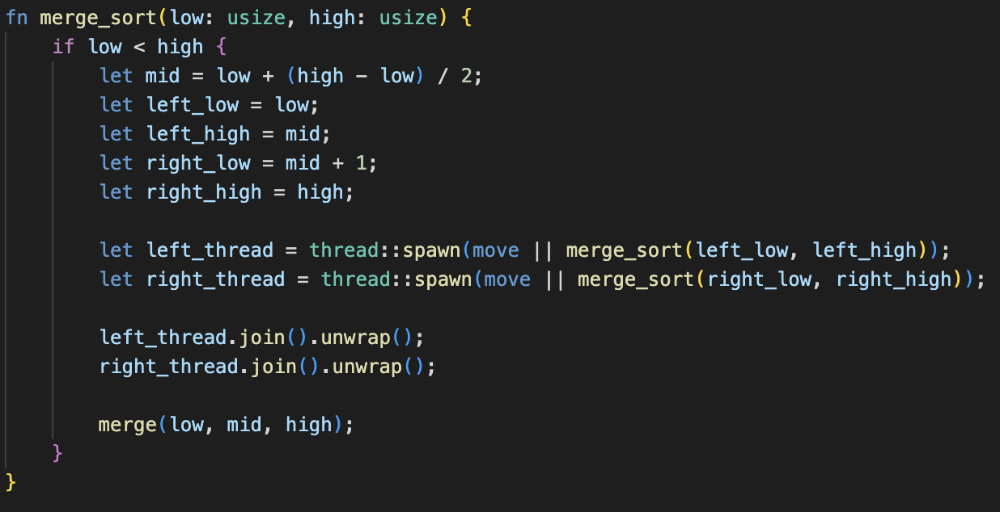 fn merge_sort(low: usize, high: usize) {
if low < high {
let mid = low + (high - low) / 2;
let left_low = low;
let left_high = mid;
let right_low = mid + 1;
let right_high = high;
let left_thread = thread::spawn(move || merge_sort(left_low, left_high));
let right_thread = thread::spawn(move || merge_sort(right_low, right_high));
left_thread.join().unwrap();
right_thread.join().unwrap();
merge(low, mid, high);
}
}